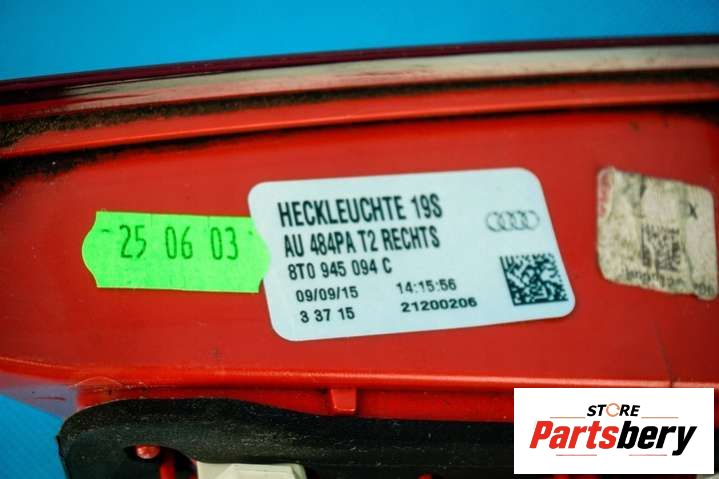 25 06 03
HECKLEUCHTE 19S
AU 484PA T2 RECHTS
8T0 945 094 C
09/09/15 14:15:56
3 37 15 21200206
X
STORE
Partsbery